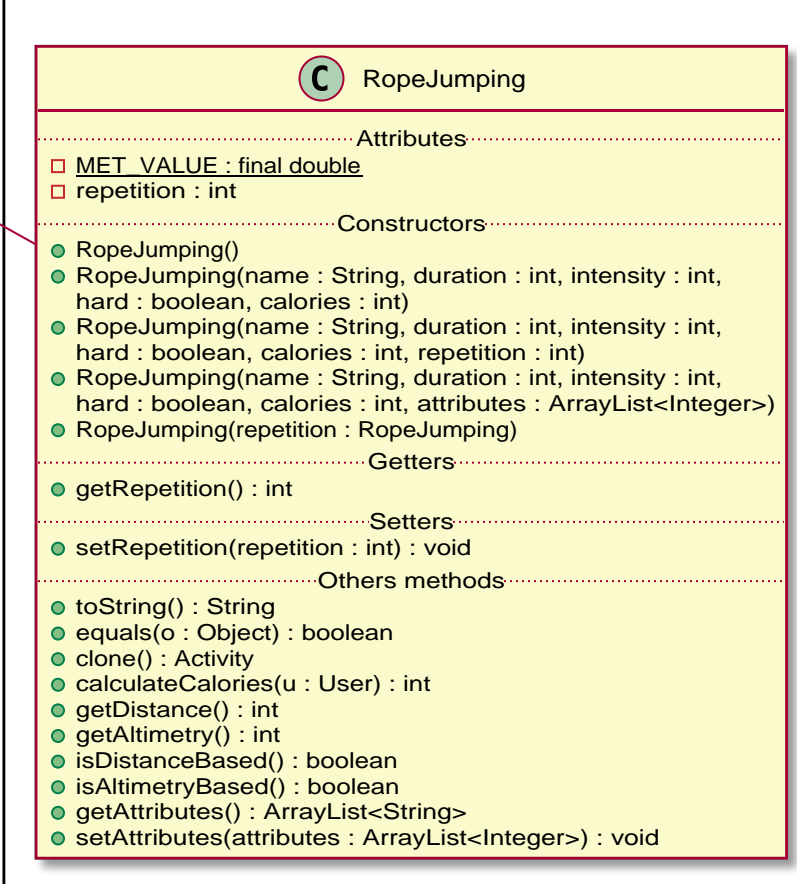 C RopeJumping
Attributes
MET_VALUE : final double
repetition : int
Constructors
RopeJumping()
RopeJumping(name : String, duration : int, intensity : int,
hard : boolean, calories : int)
RopeJumping(name : String, duration : int, intensity : int,
hard : boolean, calories : int, repetition : int)
RopeJumping(name : String, duration : int, intensity : int,
hard : boolean, calories : int, attributes : ArrayList<Integer>)
RopeJumping(repetition : RopeJumping)
Getters
getRepetition() : int
Setters
setRepetition(repetition : int) : void
Others methods
toString() : String
equals(o : Object) : boolean
clone() : Activity
calculateCalories(u : User) : int
getDistance() : int
getAltimetry() : int
isDistanceBased() : boolean
isAltimetryBased() : boolean
getAttributes() : ArrayList<String>
setAttributes(attributes : ArrayList<Integer>) : void